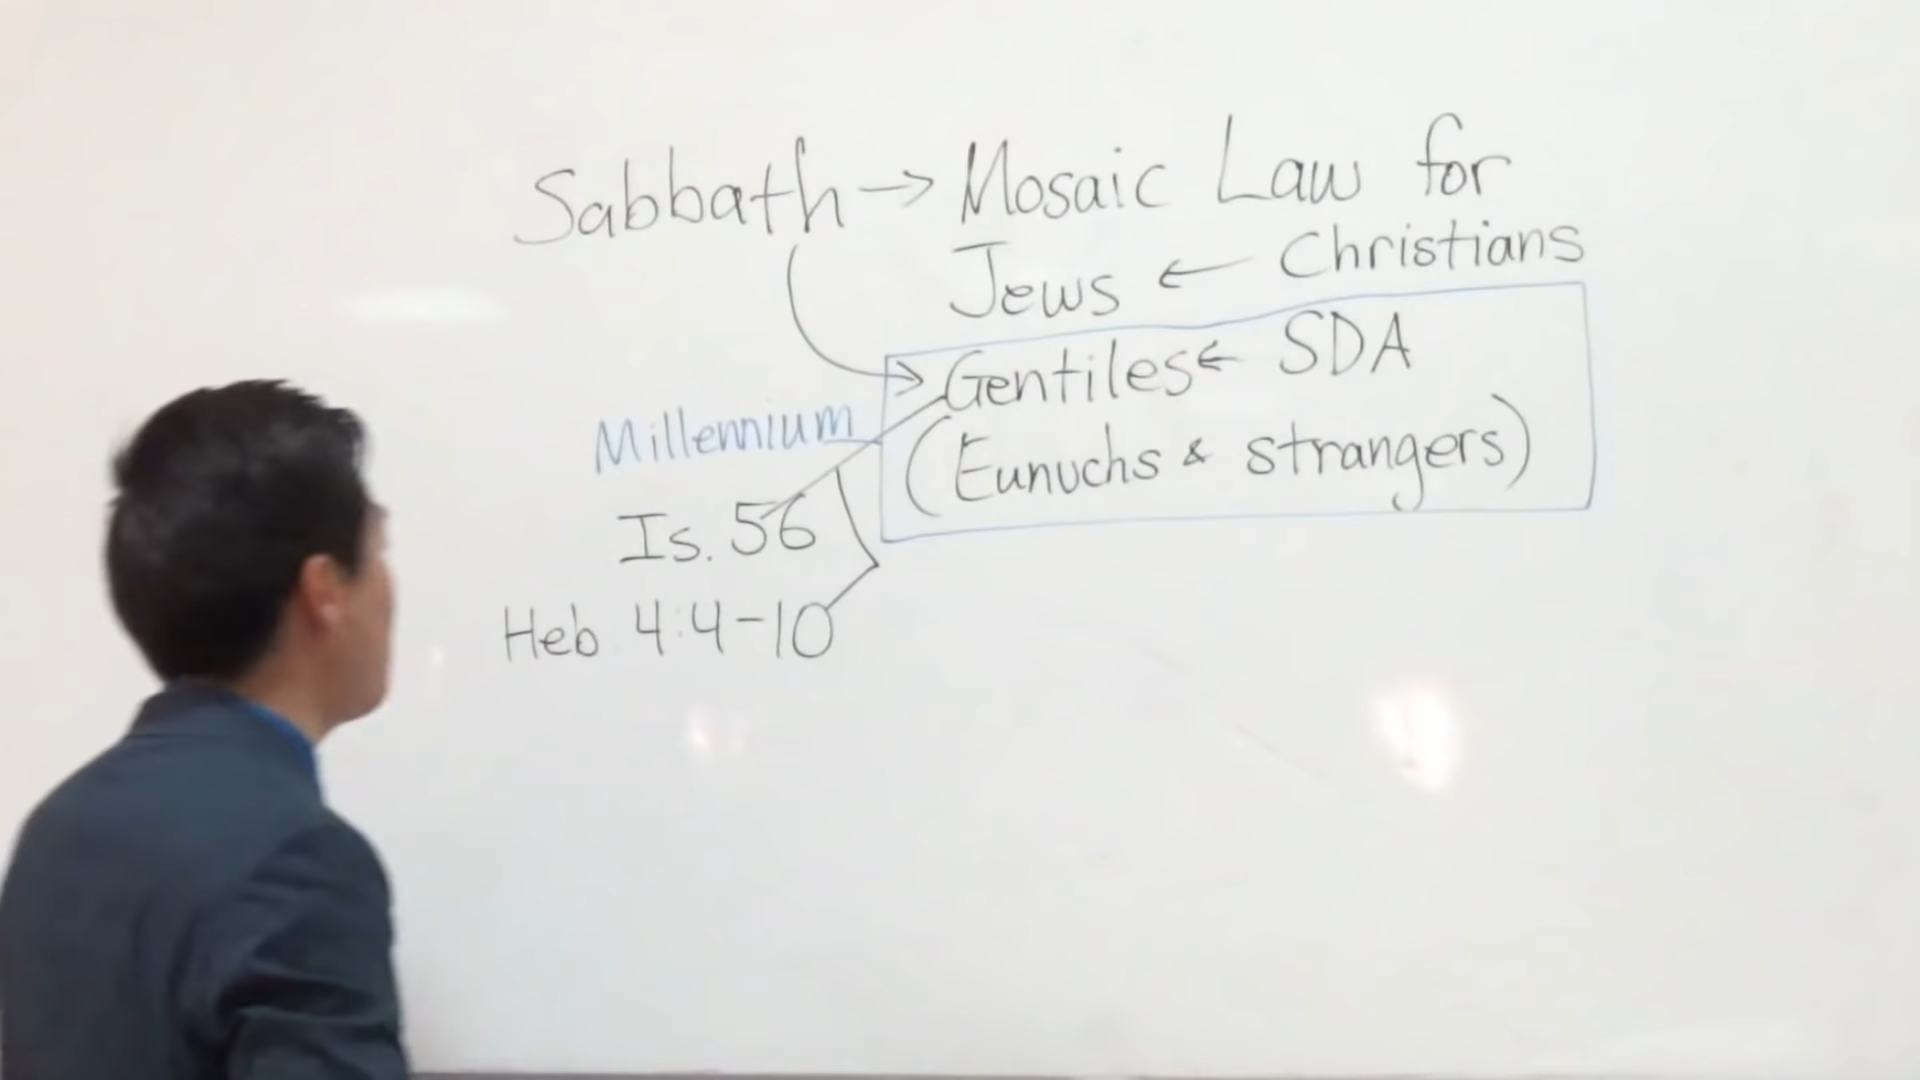 Sabbath → Mosaic Law for
Jews ← Christians
Gentiles ← SDA
Millennium
(Eunuchs & strangers)
Is. 56
Heb 4:4-10